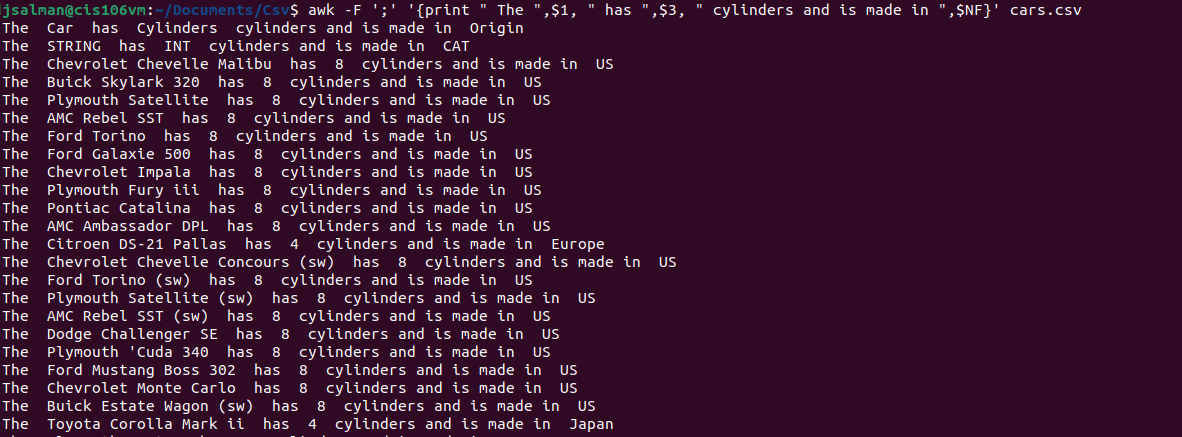 jsalman@cis106vm:~/Documents/Csv$ awk -F ';' '{print " The ",$1, " has ",$3, " cylinders and is made in ",$NF}' cars.csv
The  Car  has  Cylinders  cylinders and is made in  Origin
The  STRING  has  INT  cylinders and is made in  CAT
The  Chevrolet Chevelle Malibu  has  8  cylinders and is made in  US
The  Buick Skylark 320  has  8  cylinders and is made in  US
The  Plymouth Satellite  has  8  cylinders and is made in  US
The  AMC Rebel SST  has  8  cylinders and is made in  US
The  Ford Torino  has  8  cylinders and is made in  US
The  Ford Galaxie 500  has  8  cylinders and is made in  US
The  Chevrolet Impala  has  8  cylinders and is made in  US
The  Plymouth Fury iii  has  8  cylinders and is made in  US
The  Pontiac Catalina  has  8  cylinders and is made in  US
The  AMC Ambassador DPL  has  8  cylinders and is made in  US
The  Citroen DS-21 Pallas  has  4  cylinders and is made in  Europe
The  Chevrolet Chevelle Concours (sw)  has  8  cylinders and is made in  US
The  Ford Torino (sw)  has  8  cylinders and is made in  US
The  Plymouth Satellite (sw)  has  8  cylinders and is made in  US
The  AMC Rebel SST (sw)  has  8  cylinders and is made in  US
The  Dodge Challenger SE  has  8  cylinders and is made in  US
The  Plymouth 'Cuda 340  has  8  cylinders and is made in  US
The  Ford Mustang Boss 302  has  8  cylinders and is made in  US
The  Chevrolet Monte Carlo  has  8  cylinders and is made in  US
The  Buick Estate Wagon (sw)  has  8  cylinders and is made in  US
The  Toyota Corolla Mark ii  has  4  cylinders and is made in  Japan